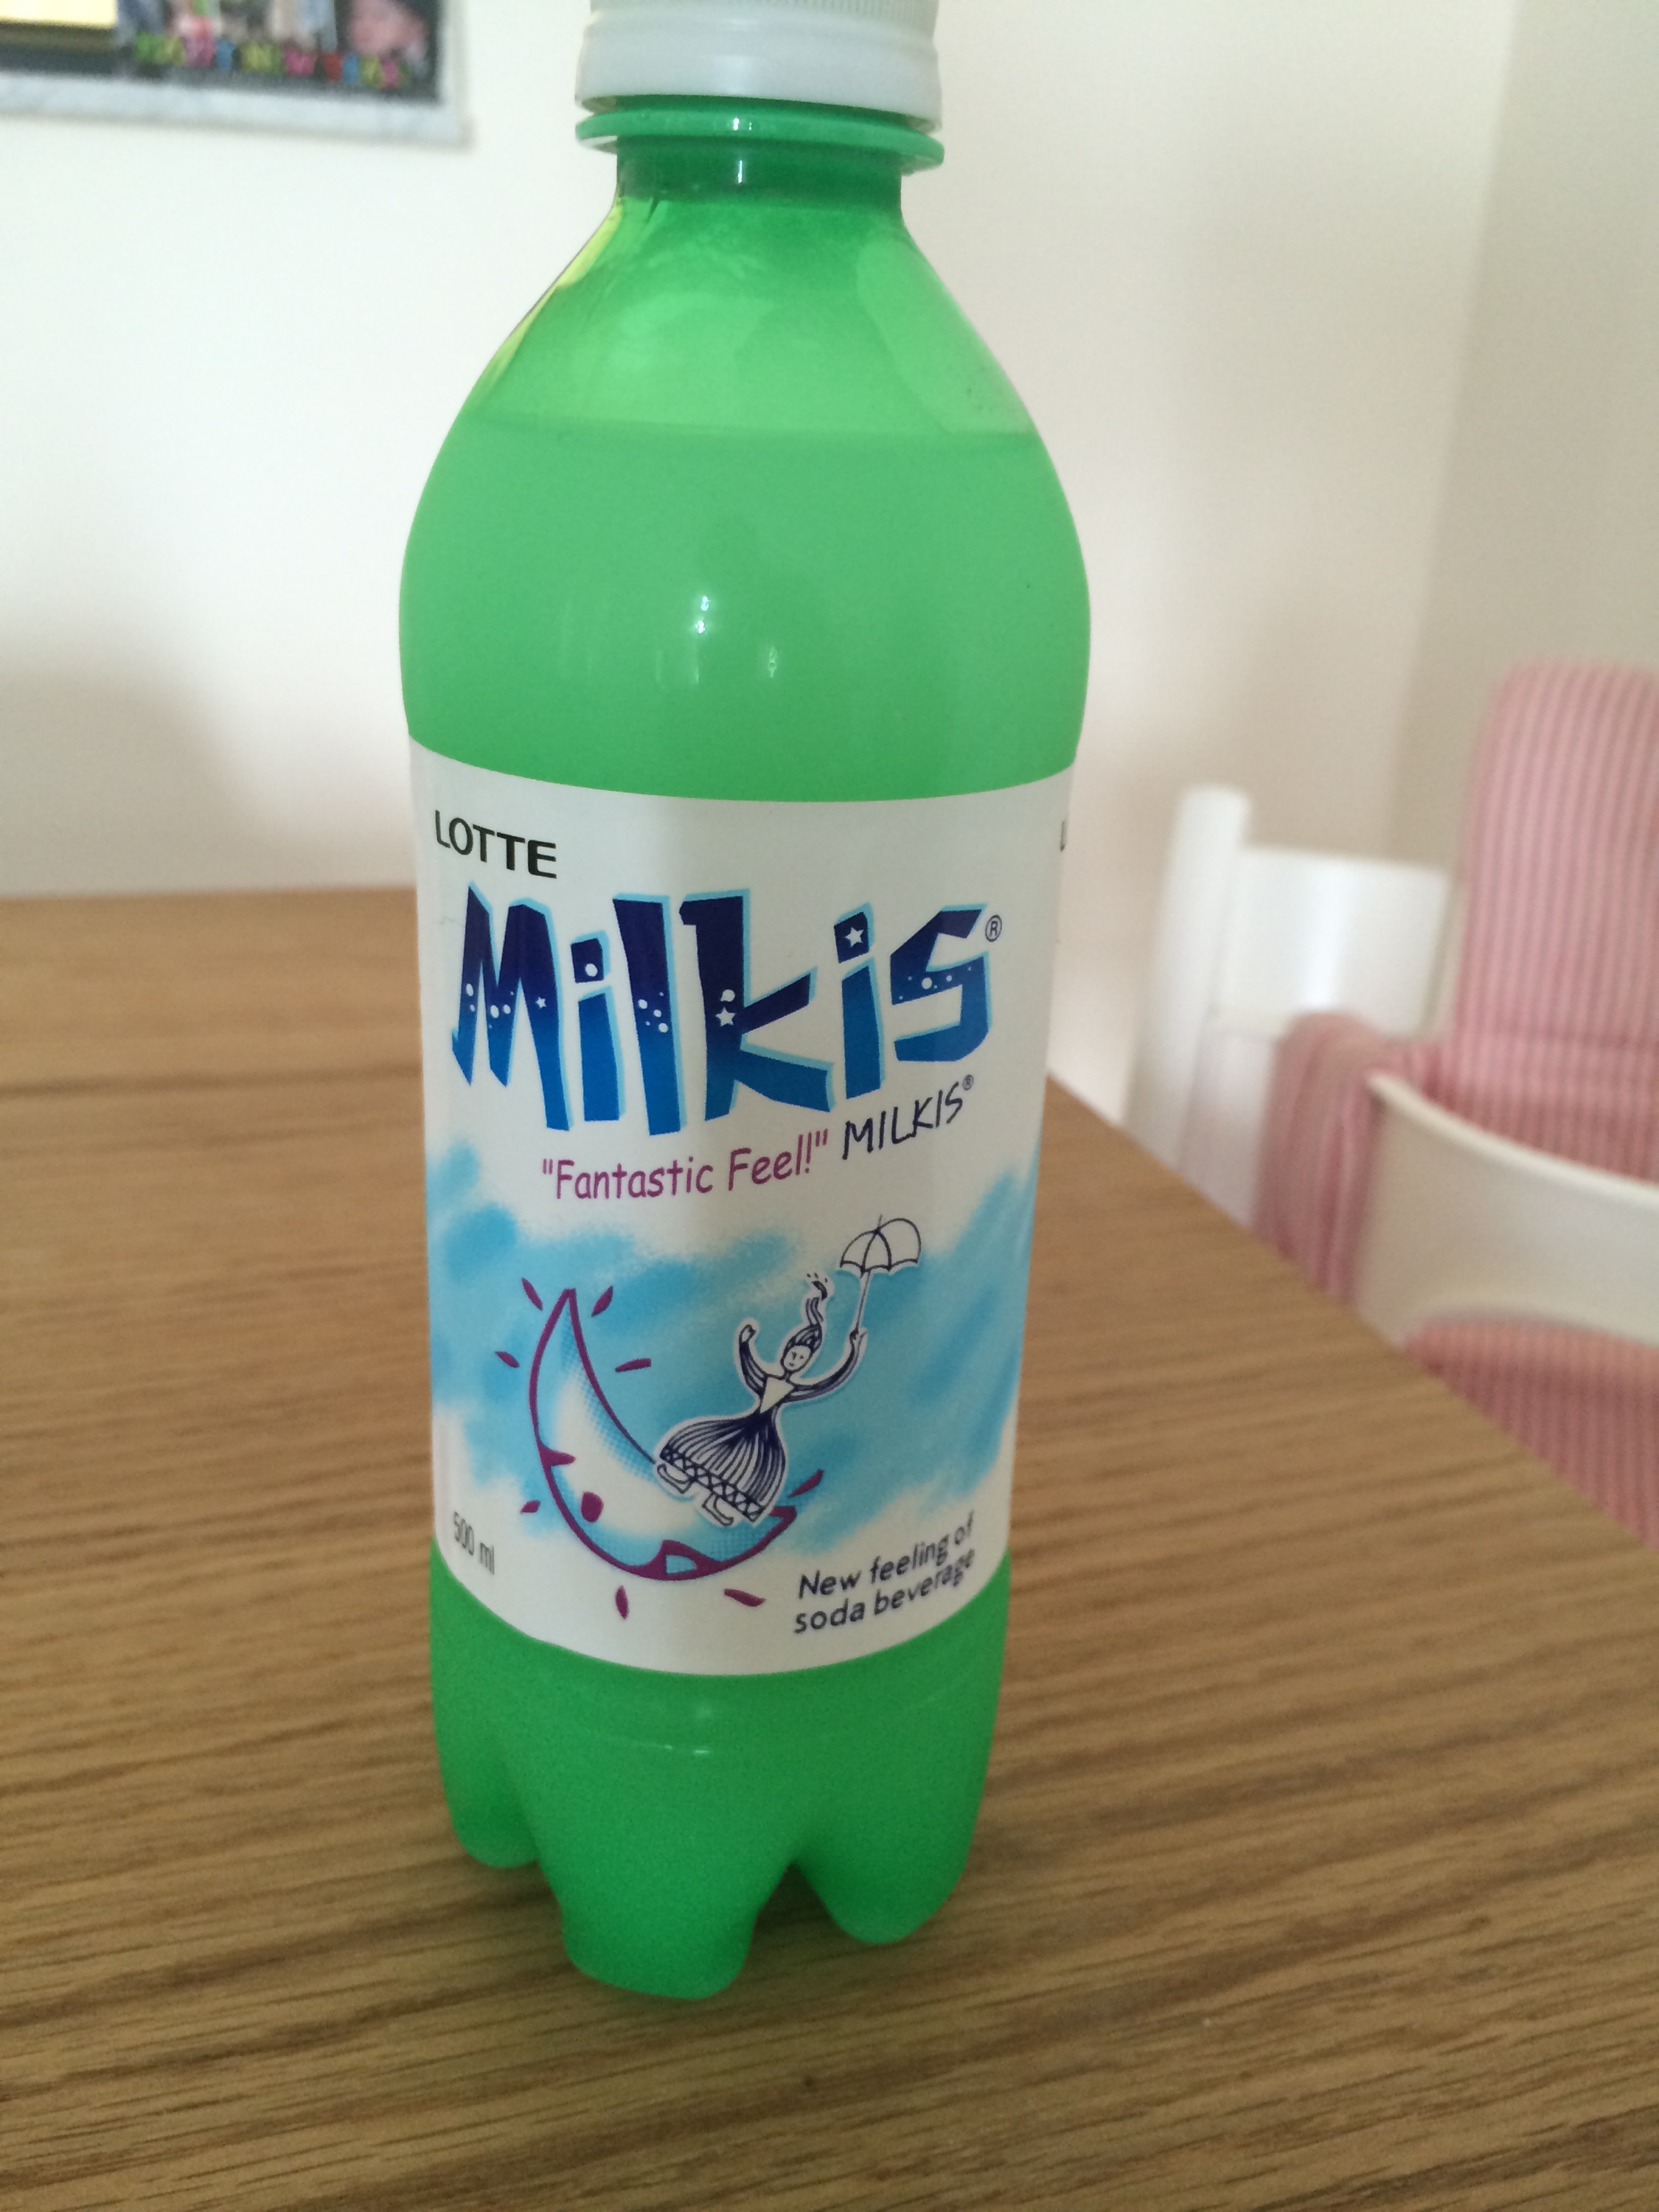 LOTTE
Milkis®
"Fantastic Feel!" MILKIS®
500 ml
New feeling of
soda beverage